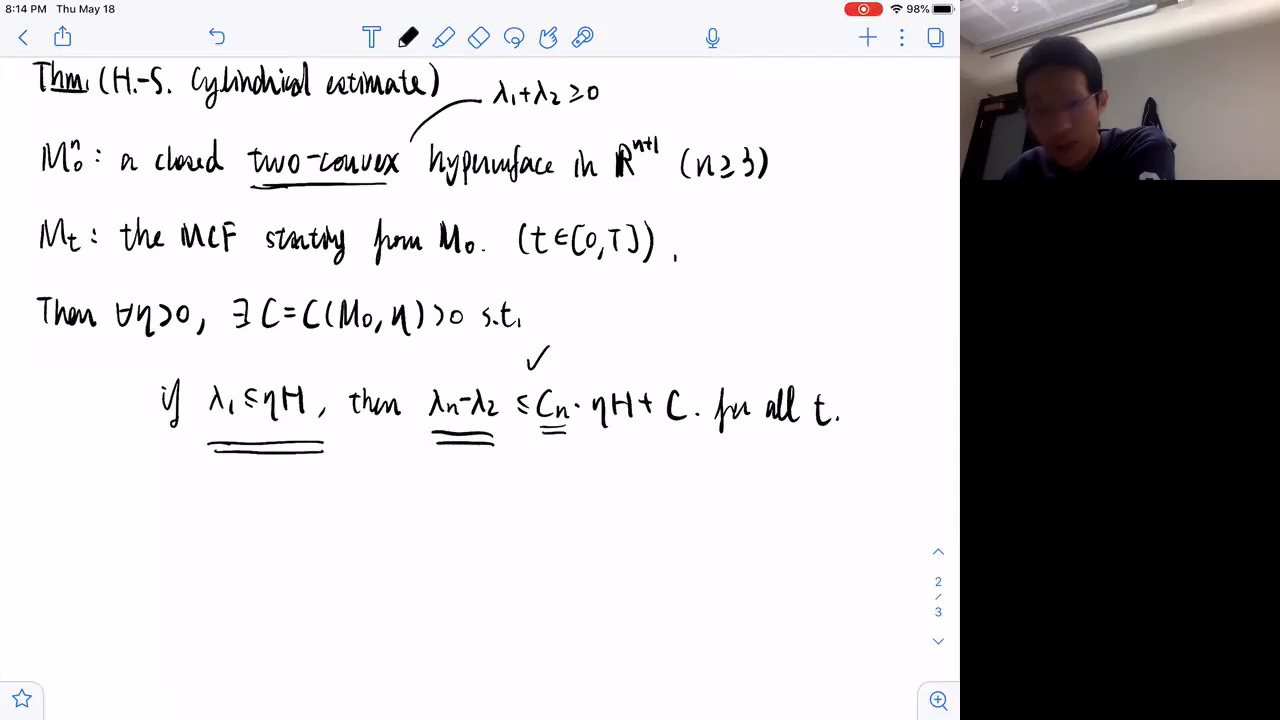 8:14 PM Thu May 18
98%
Thm. (H.-S. Cylindrical estimate)
λ₁+λ₂ ≥ 0
M₀ⁿ : a closed two-convex hypersurface in ℝⁿ⁺¹ (n≥3)
Mt : the MCF starting from M₀. (t∈[0,T]).
Then ∀η>0, ∃ C=C(M₀,η)>0 s.t.
✓
if λ₁ ≤ ηH, then λn-λ₂ ≤ Cn·ηH + C. for all t.
2
/
3